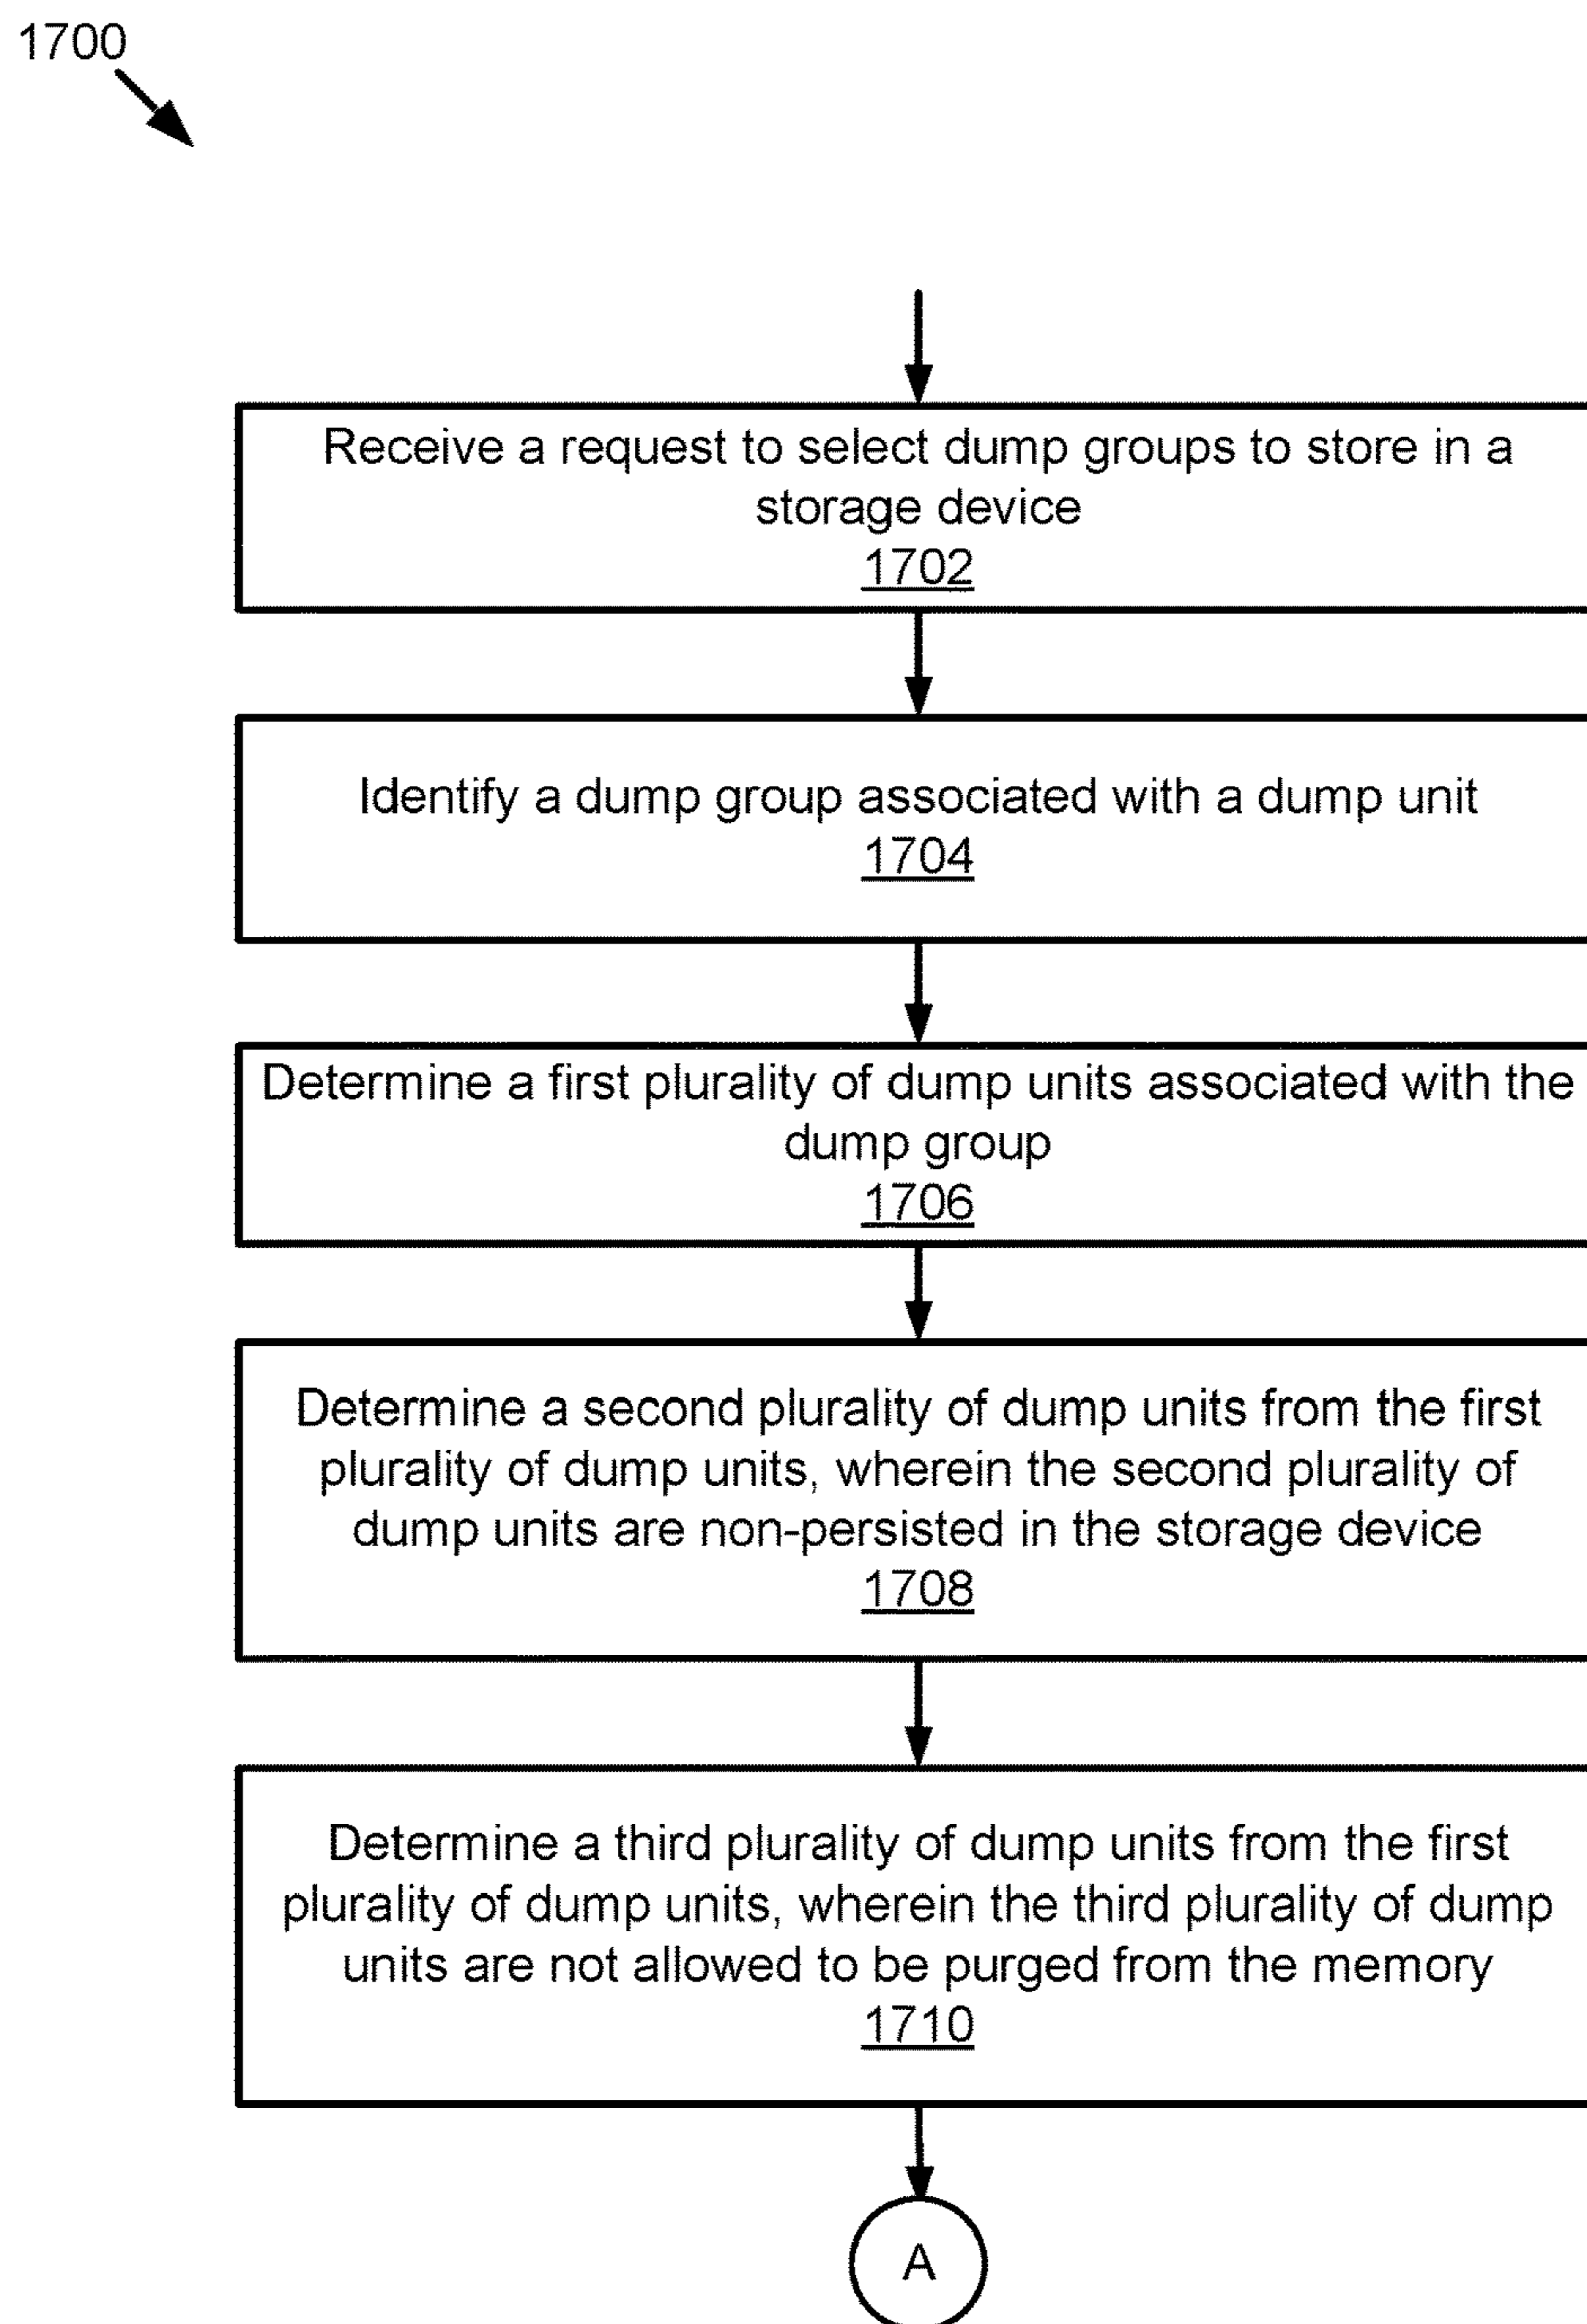 1700
Receive a request to select dump groups to store in a
storage device
1702
Identify a dump group associated with a dump unit
1704
Determine a first plurality of dump units associated with the
dump group
1706
Determine a second plurality of dump units from the first
plurality of dump units, wherein the second plurality of
dump units are non-persisted in the storage device
1708
Determine a third plurality of dump units from the first
plurality of dump units, wherein the third plurality of dump
units are not allowed to be purged from the memory
1710
A